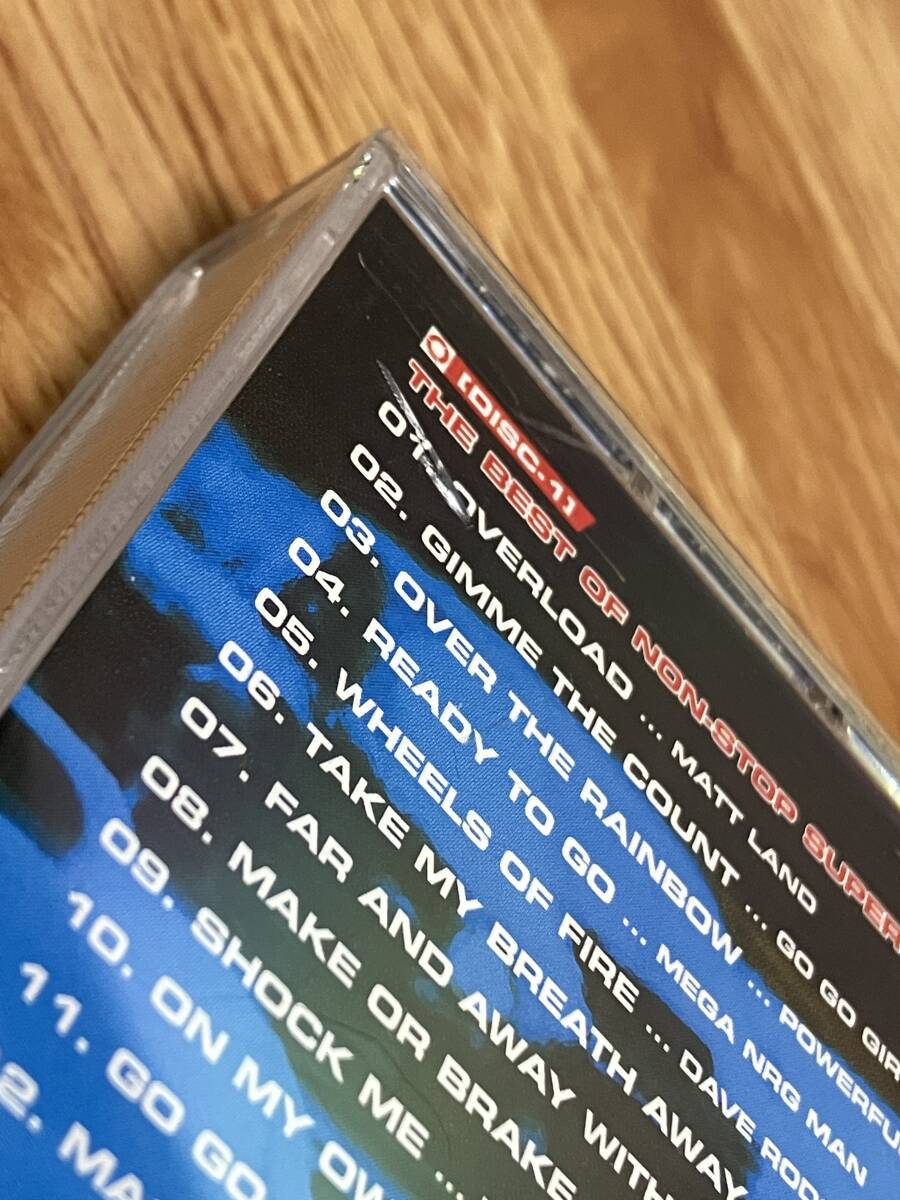 [DISC-1]
THE BEST OF NON-STOP SUPER
01. OVERLOAD ... MATT LAND
02. GIMME THE COUNT ... GO GO GIR
03. OVER THE RAINBOW ... POWERFU
04. READY TO GO ... MEGA NRG MAN
05. WHEELS OF FIRE ... DAVE ROD
06. TAKE MY BREATH AWAY
07. FAR AND AWAY WITH
08. MAKE OR BRAKE
09. SHOCK ME ...
10. ON MY OW
11. GO GO
2. MA